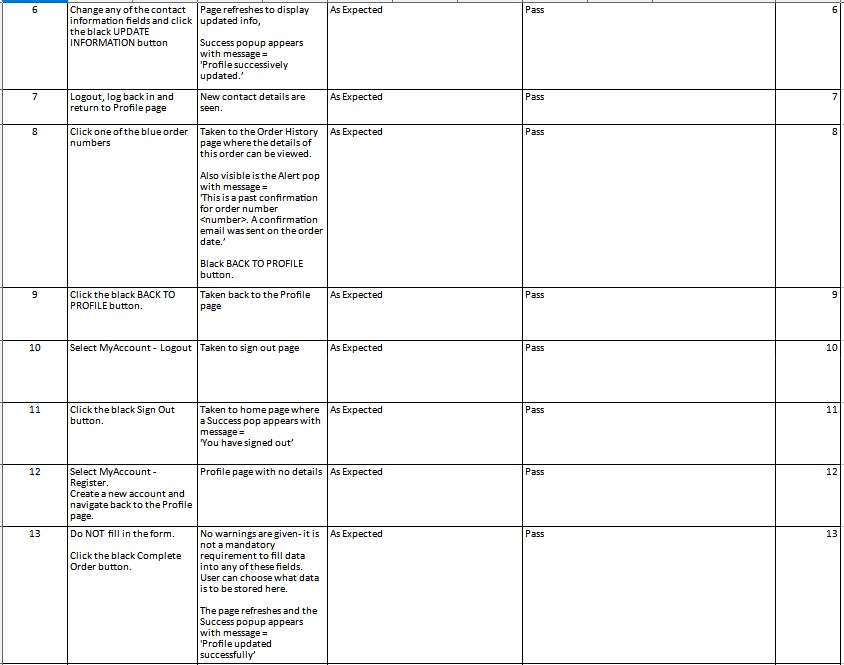 6
Change any of the contact
information fields and click
the black UPDATE
INFORMATION button
Page refreshes to display
updated info,
Success popup appears
with message =
'Profile successively
updated.'
As Expected
Pass
6
7
Logout, log back in and
return to Profile page
New contact details are
seen.
As Expected
Pass
7
8
Click one of the blue order
numbers
Taken to the Order History
page where the details of
this order can be viewed.
Also visible is the Alert pop
with message =
'This is a past confirmation
for order number
<number>. A confirmation
email was sent on the order
date.'
Black BACK TO PROFILE
button.
As Expected
Pass
8
9
Click the black BACK TO
PROFILE button.
Taken back to the Profile
page
As Expected
Pass
9
10
Select MyAccount - Logout
Taken to sign out page
As Expected
Pass
10
11
Click the black Sign Out
button.
Taken to home page where
a Success pop appears with
message =
'You have signed out'
As Expected
Pass
11
12
Select MyAccount -
Register.
Create a new account and
navigate back to the Profile
page.
Profile page with no details
As Expected
Pass
12
13
Do NOT fill in the form.
Click the black Complete
Order button.
No warnings are given- it is
not a mandatory
requirement to fill data
into any of these fields.
User can choose what data
is to be stored here.
The page refreshes and the
Success popup appears
with message =
'Profile updated
successfully'
As Expected
Pass
13